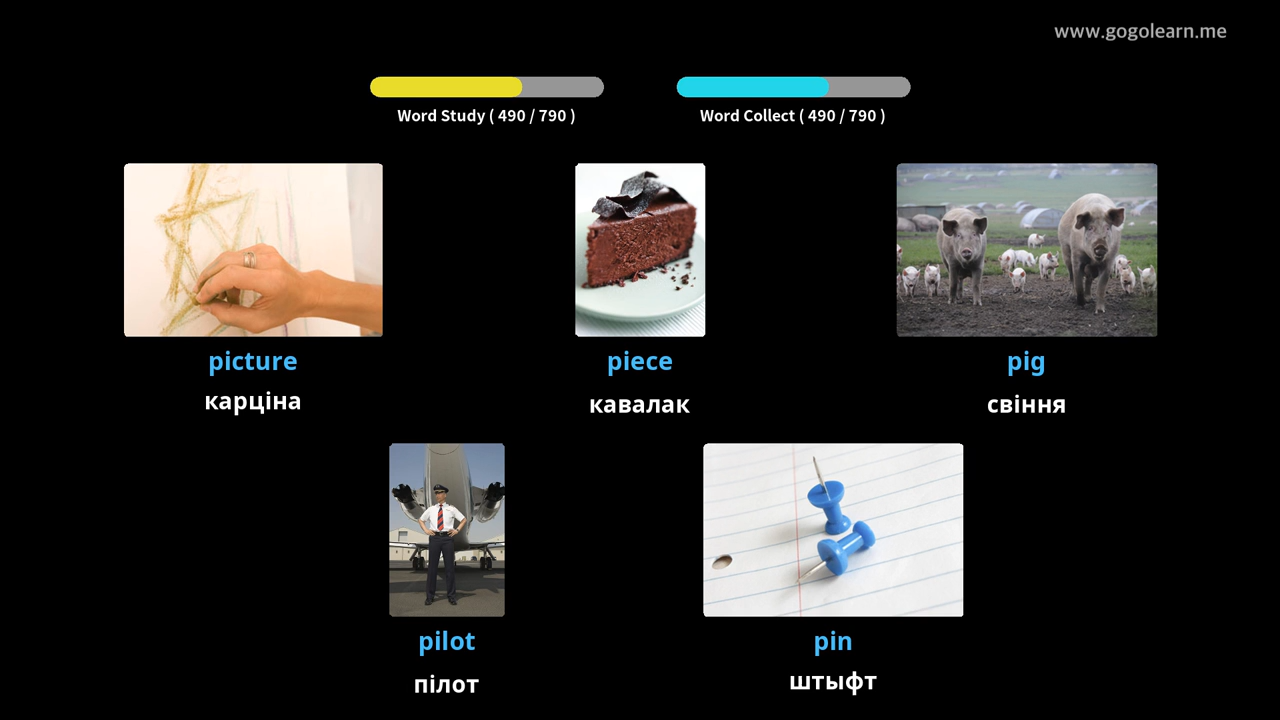 www.gogolearn.me
Word Study ( 490 / 790 )
Word Collect ( 490 / 790 )
picture
piece
pig
карціна
кавалак
свіння
pilot
pin
пілот
штыфт